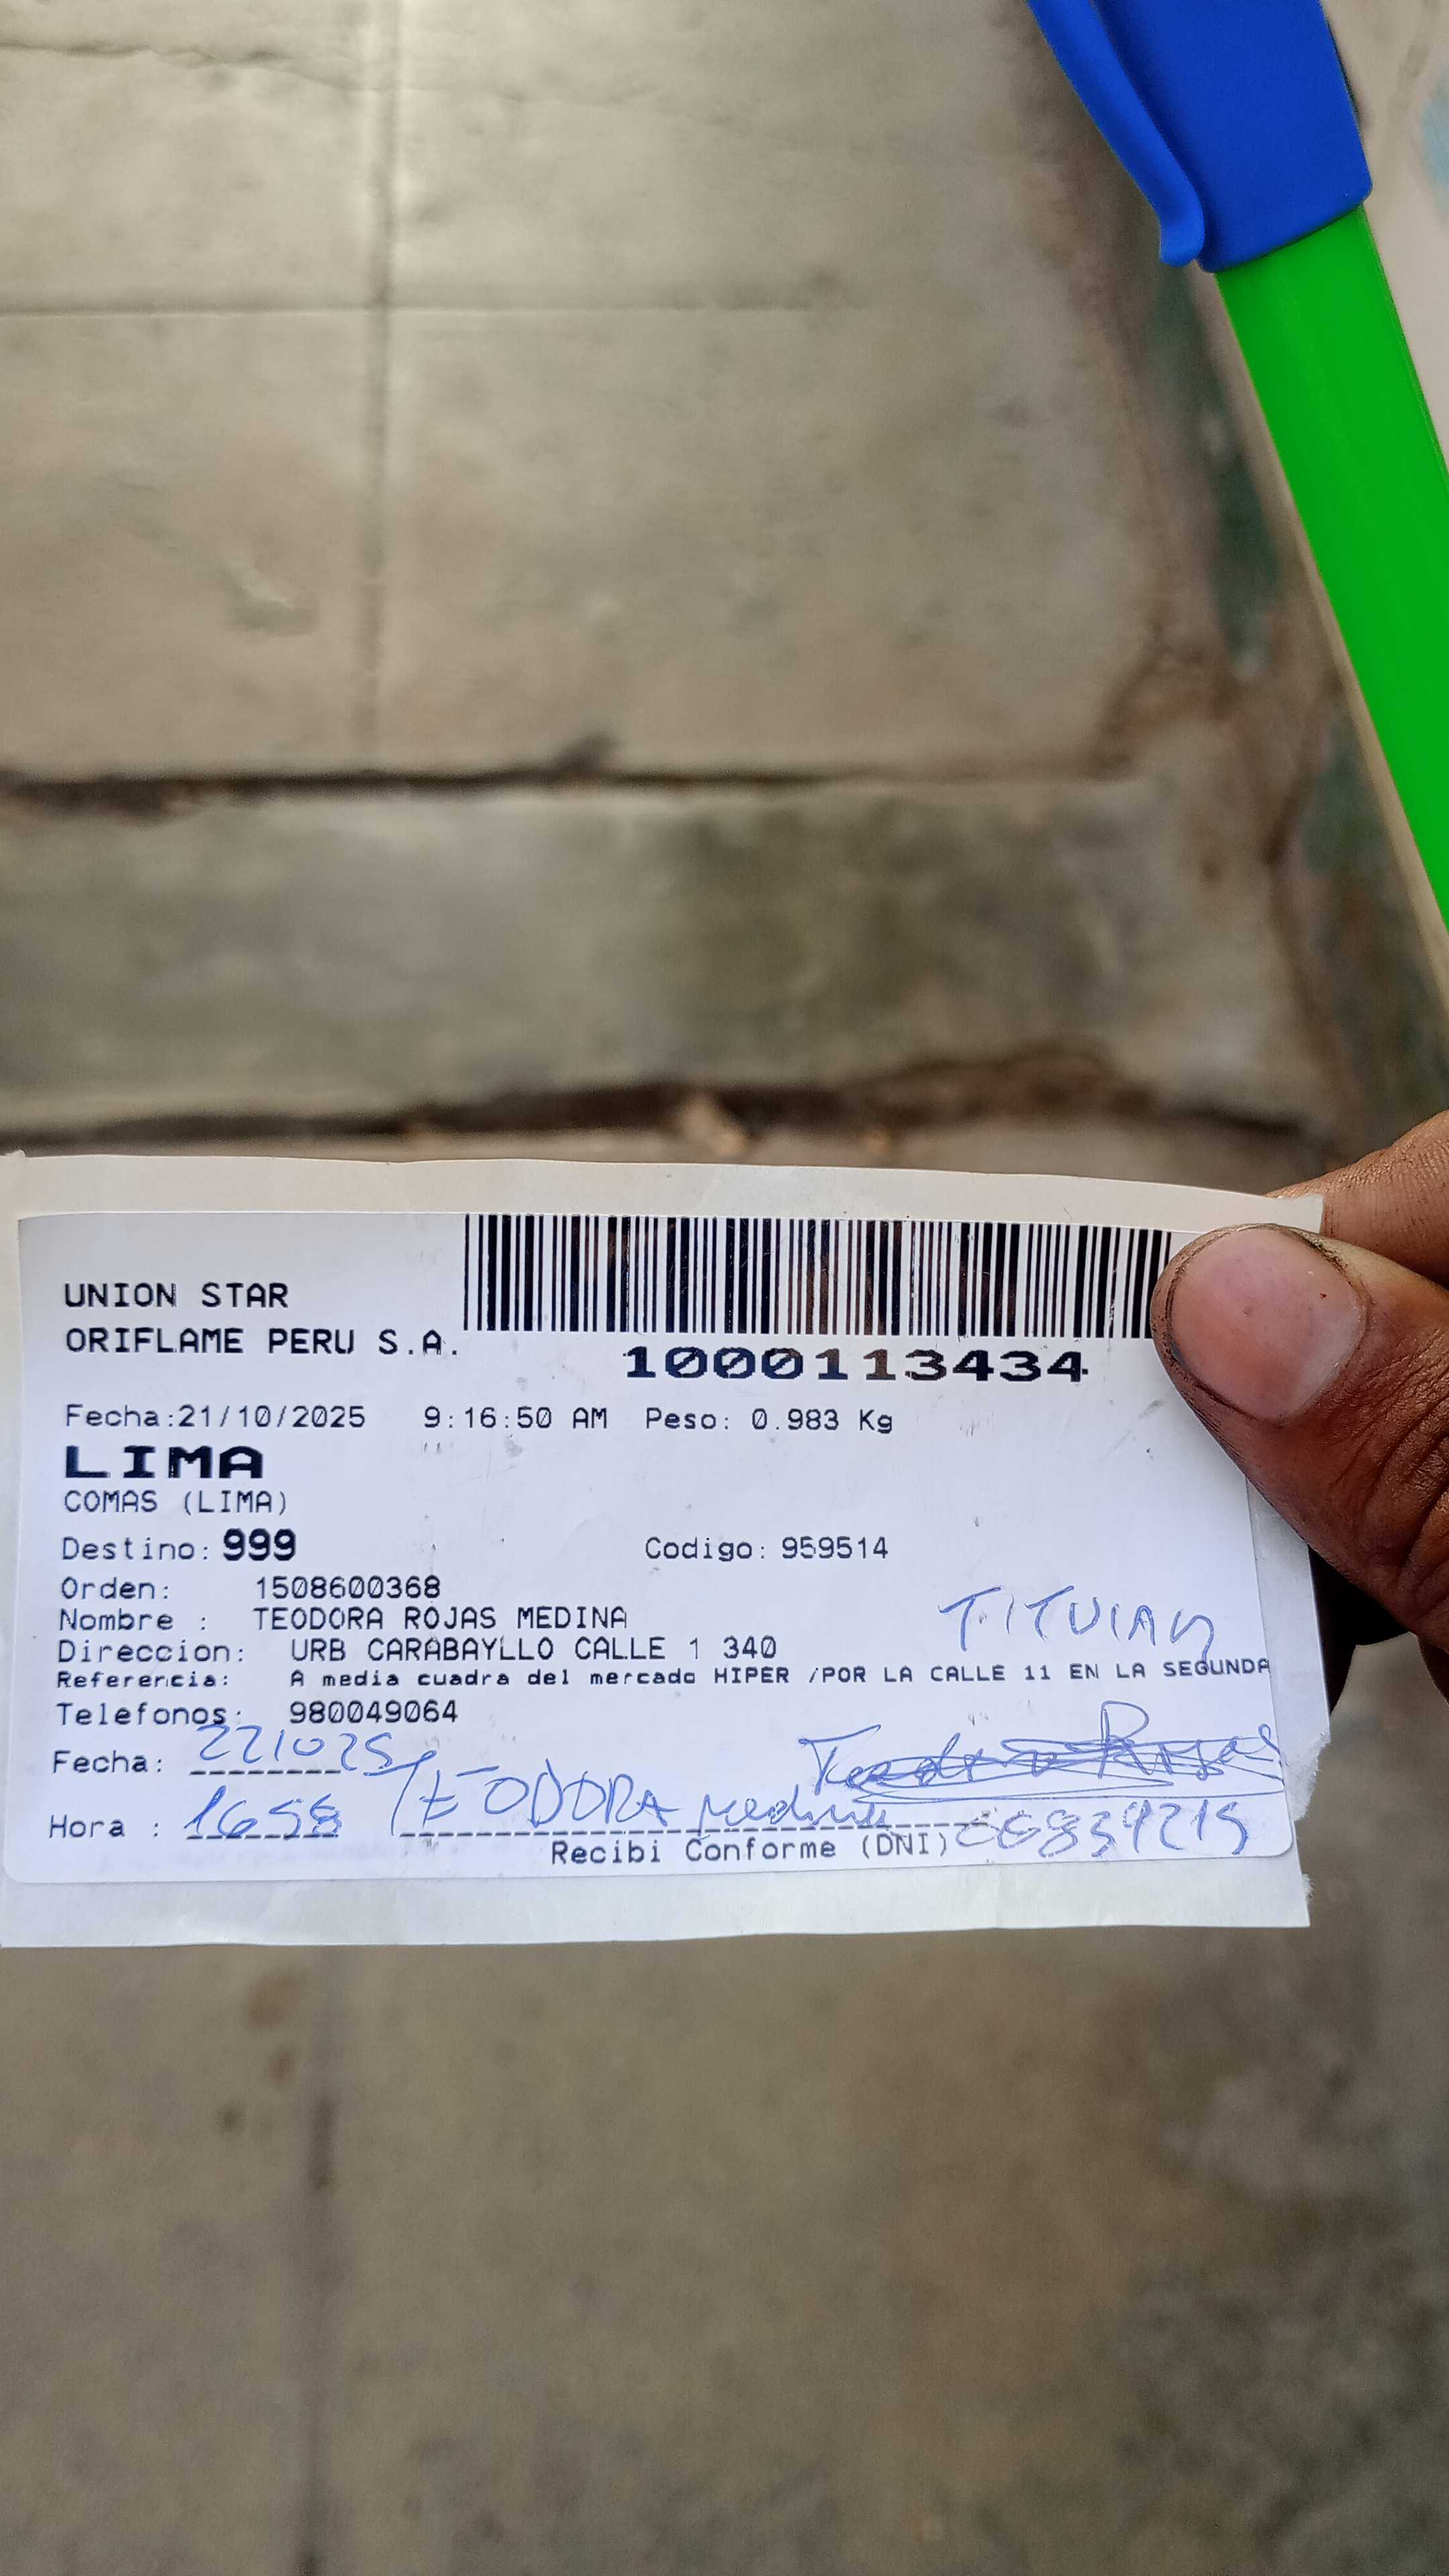 UNION STAR
ORIFLAME PERU S.A.
1000113434
Fecha:21/10/2025 9:16:50 AM Peso: 0.983 Kg
LIMA
COMAS (LIMA)
Destino: 999 Codigo: 959514
Orden: 1508600368
Nombre : TEODORA ROJAS MEDINA
TITULAR
Direccion: URB CARABAYLLO CALLE 1 340
Referencia: A media cuadra del mercado HIPER /POR LA CALLE 11 EN LA SEGUNDA
Telefonos: 980049064
Fecha: 221025
Teodora Rojas
Hora : 1658 TEODORA Medina
Recibi Conforme (DNI)